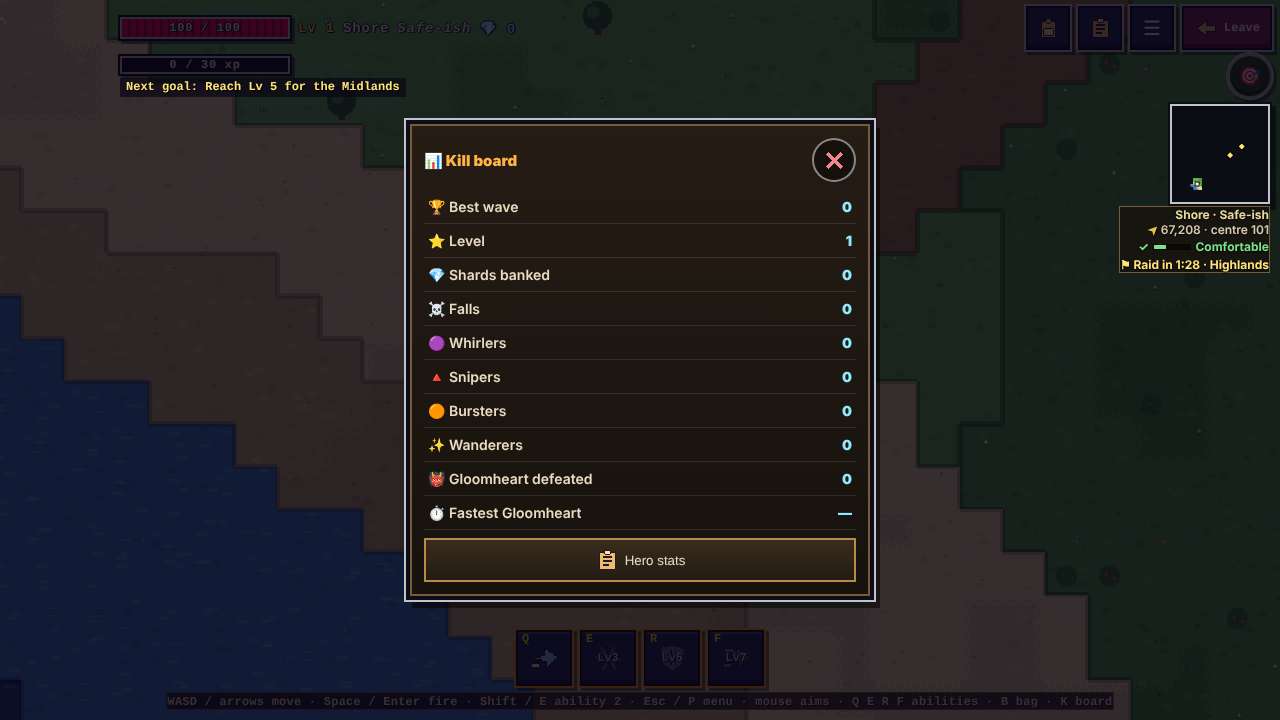 100 / 100
Lv 1 Shore Safe-ish 💎 0
Leave
0 / 30 xp
Next goal: Reach Lv 5 for the Midlands
📊 Kill board
🏆 Best wave 0
⭐ Level 1
💎 Shards banked 0
☠️ Falls 0
🟣 Whirlers 0
🔺 Snipers 0
🟠 Bursters 0
✨ Wanderers 0
👹 Gloomheart defeated 0
⏱️ Fastest Gloomheart —
Hero stats
Shore · Safe-ish
67,208 · centre 101
✓ Comfortable
⚑ Raid in 1:28 · Highlands
Q
E
R
F
LV3
LV5
LV7
WASD / arrows move · Space / Enter fire · Shift / E ability 2 · Esc / P menu · mouse aims · Q E R F abilities · B bag · K board